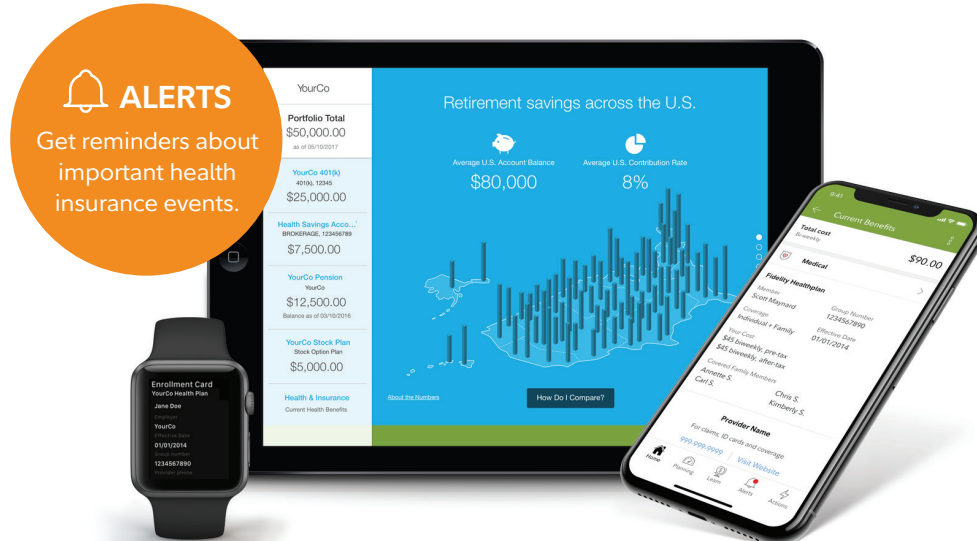 ALERTS
Get reminders about
important health
insurance events.
YourCo
Portfolio Total
$50,000.00
as of 05/10/2017
YourCo 401(k)
401(k), 12345
$25,000.00
Health Savings Acco...
BROKERAGE, 123456789
$7,500.00
YourCo Pension
YourCo
$12,500.00
Balance as of 03/10/2016
YourCo Stock Plan
Stock Option Plan
$5,000.00
Health & Insurance
Current Health Benefits
Retirement savings across the U.S.
Average U.S. Account Balance
$80,000
Average U.S. Contribution Rate
8%
About the Numbers
How Do I Compare?
Enrollment Card
YourCo Health Plan
Jane Doe
Employer
YourCo
Effective Date
01/01/2014
Group number
1234567890
Provider phone
9:41
Current Benefits
Total cost
Bi-weekly
$90.00
Medical
Fidelity Healthplan
Member
Scott Maynard
Group Number
1234567890
Coverage
Individual + Family
Effective Date
01/01/2014
Your Cost
$45 biweekly, pre-tax
$45 biweekly, after-tax
Covered Family Members
Annette S.
Chris S.
Carl S.
Kimberly S.
Provider Name
For claims, ID cards and coverage
999-999-9999
Visit Website
Home
Planning
Learn
Alerts
Actions